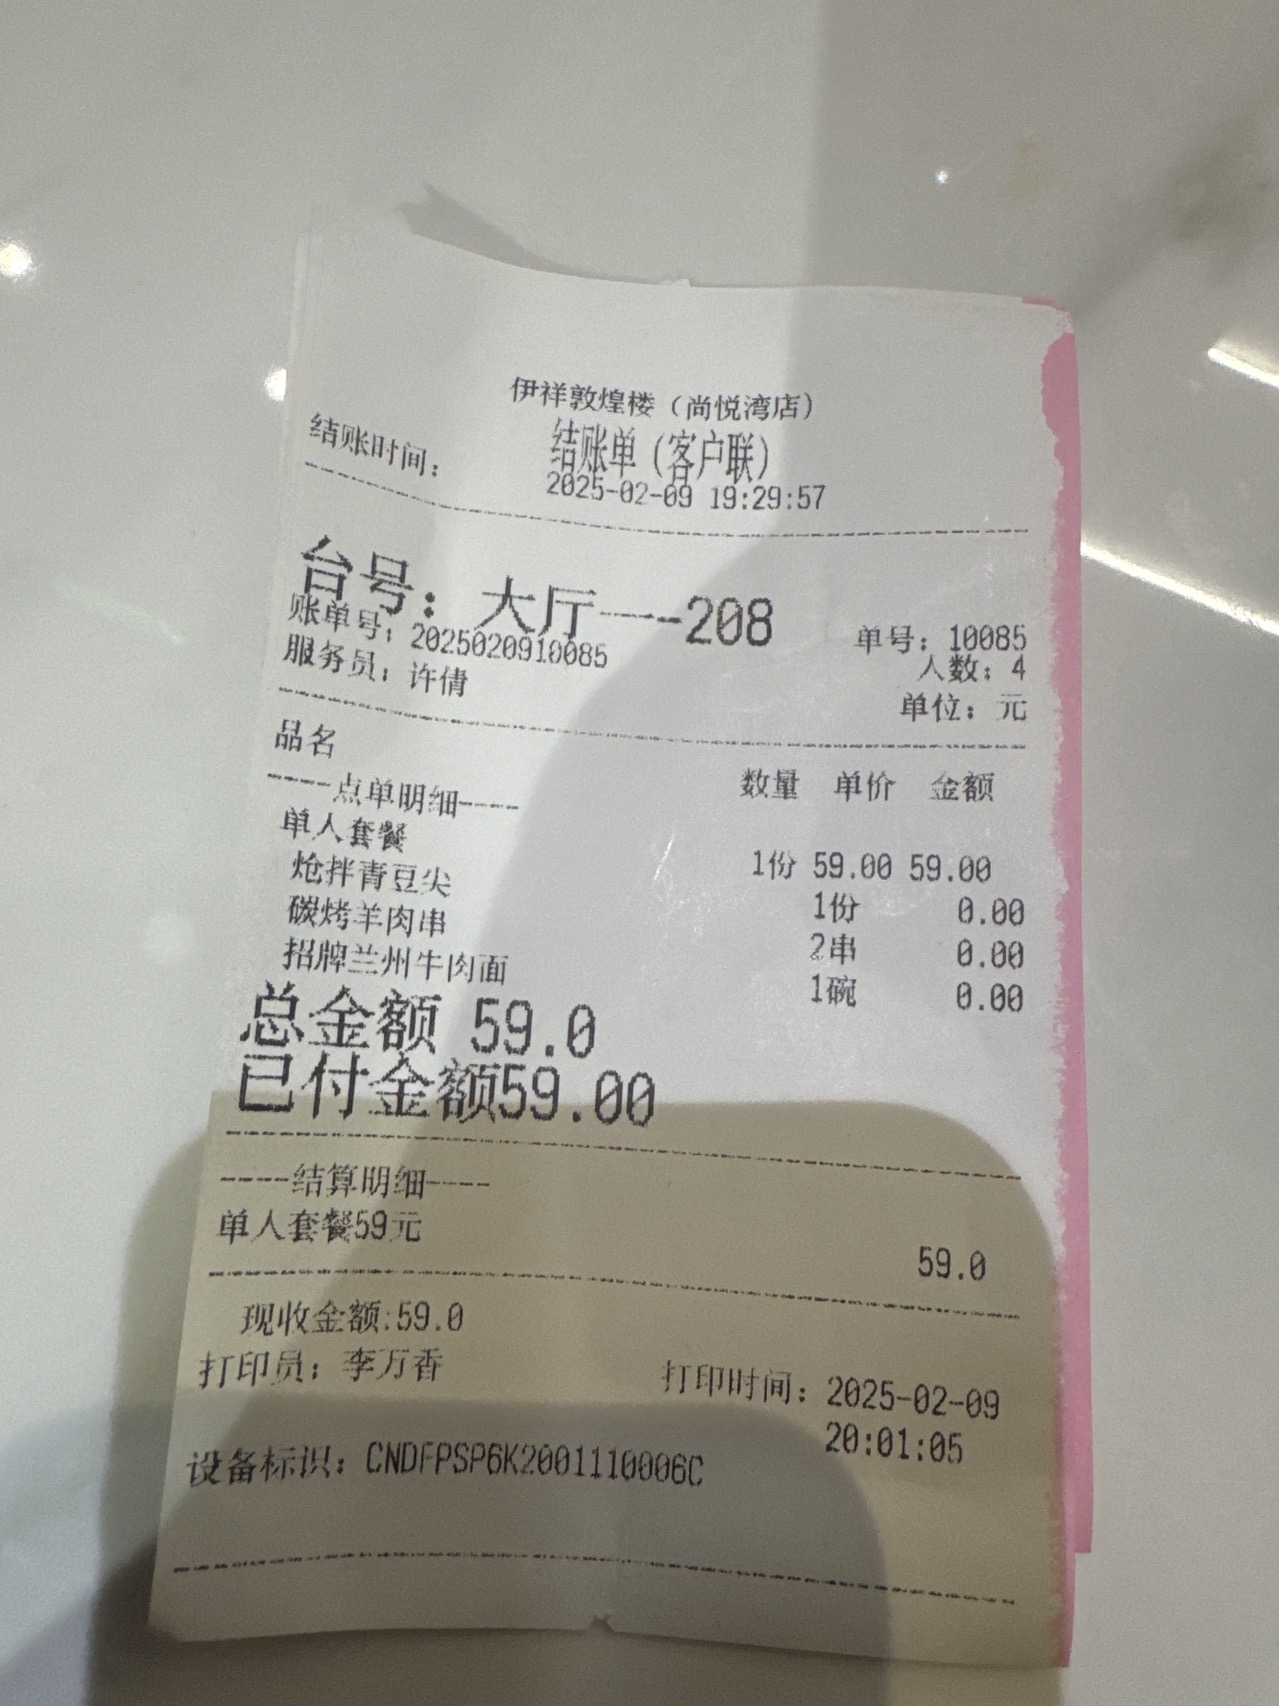 伊祥敦煌楼（尚悦湾店）
结账单（客户联）
结账时间： 2025-02-09 19:29:57
台号： 大厅---208
账单号：2025020910085 单号：10085
服务员：许倩 人数：4
单位：元
品名 数量 单价 金额
----点单明细----
单人套餐 1份 59.00 59.00
炝拌青豆尖 1份 0.00
碳烤羊肉串 2串 0.00
招牌兰州牛肉面 1碗 0.00
总金额 59.0
已付金额59.00
----结算明细----
单人套餐59元 59.0
现收金额:59.0
打印员：李万香 打印时间：2025-02-09
20:01:05
设备标识：CNDFPSP6K2001110006C